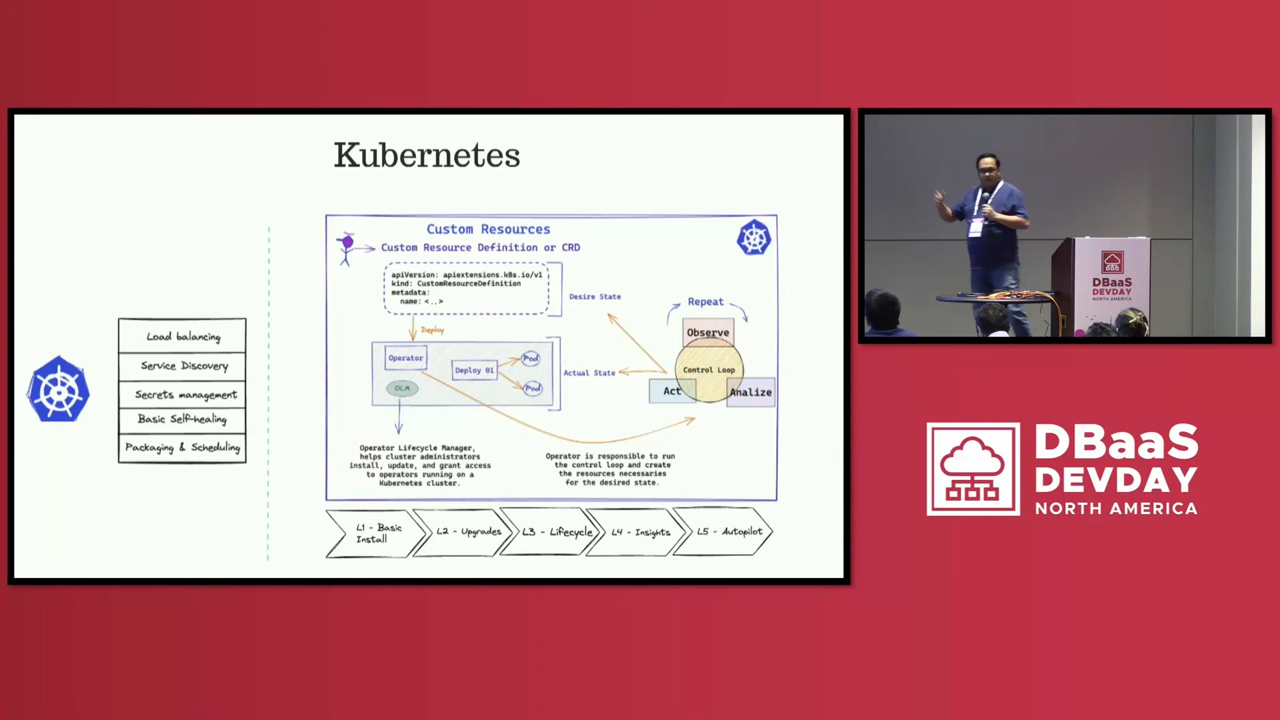 Kubernetes
Load balancing
Service Discovery
Secrets management
Basic Self-healing
Packaging & Scheduling
Custom Resources
Custom Resource Definition or CRD
apiVersion: apiextensions.k8s.io/v1
kind: CustomResourceDefinition
metadata:
name: <..>
Desire State
Deploy
Operator
OLM
Deploy 01
Pod
Pod
Actual State
Repeat
Observe
Control Loop
Act
Analize
Operator Lifecycle Manager,
helps cluster administrators
install, update, and grant access
to operators running on a
Kubernetes cluster.
Operator is responsible to run
the control loop and create
the resources necessaries
for the desired state.
L1 - Basic
Install
L2 - Upgrades
L3 - Lifecycle
L4 - Insights
L5 - Autopilot
DBaaS
DEVDAY
NORTH AMERICA
DBaaS
DEVDAY
NORTH AMERICA